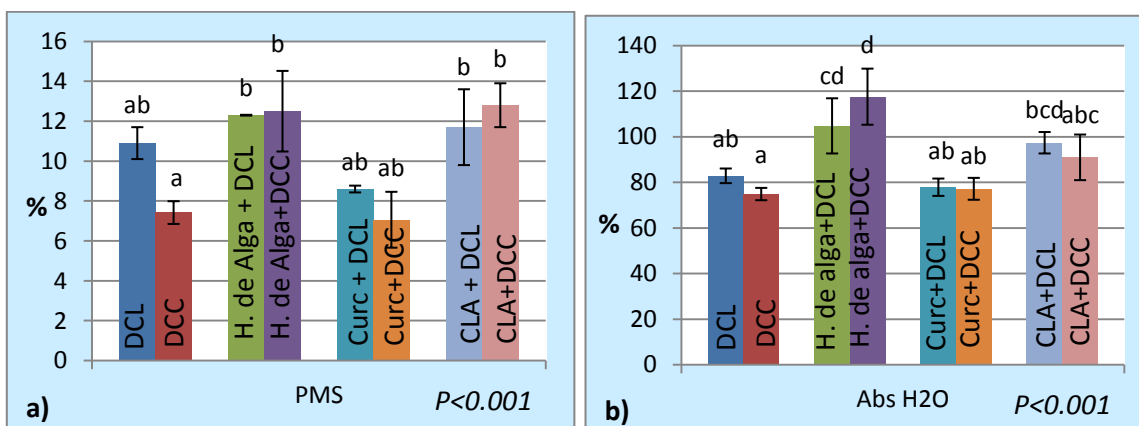 16
14
12
10
8
6
4
2
0
%
ab
a
b
b
ab
ab
b
b
DCL
DCC
H. de Alga + DCL
H. de Alga+DCC
Curc + DCL
Curc+DCC
CLA + DCL
CLA+DCC
PMS
a)
P<0.001
140
120
100
80
60
40
20
0
%
ab
a
cd
d
ab
ab
bcd
abc
DCL
DCC
H. de alga+DCL
H. de alga+DCC
Curc+DCL
Curc+DCC
CLA+DCL
CLA+DCC
Abs H2O
b)
P<0.001